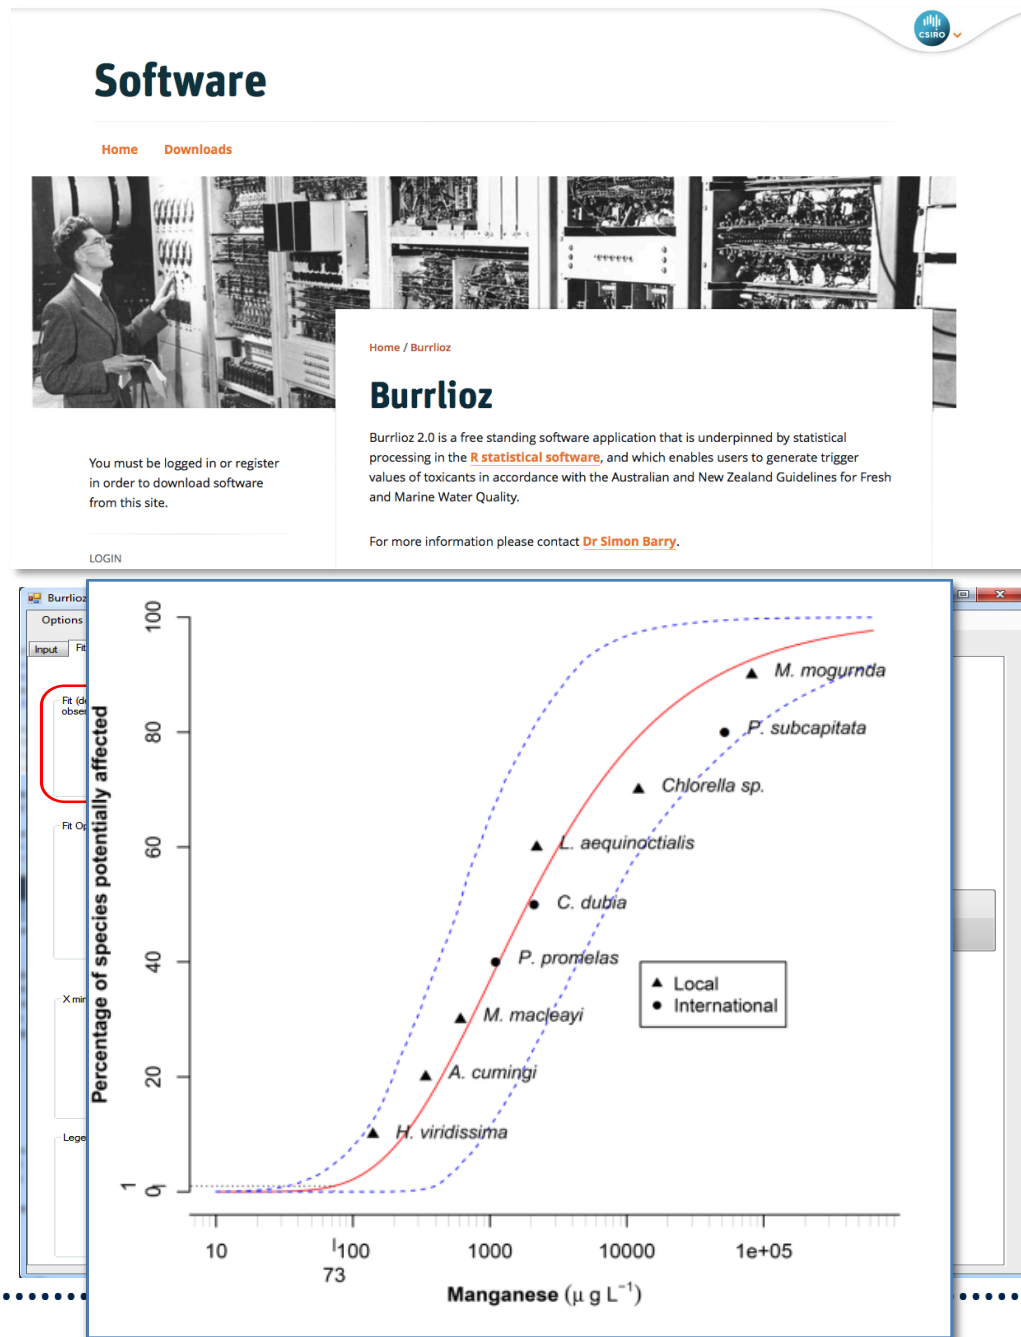 CSIRO
Software
Home Downloads
Home / Burrlioz
Burrlioz
Burrlioz 2.0 is a free standing software application that is underpinned by statistical
processing in the R statistical software, and which enables users to generate trigger
values of toxicants in accordance with the Australian and New Zealand Guidelines for Fresh
and Marine Water Quality.
For more information please contact Dr Simon Barry.
You must be logged in or register
in order to download software
from this site.
LOGIN
Burrlioz
Options
Input
Fit
Fit Op
X mi
Lege
Percentage of species potentially affected
100
80
60
40
20
0
1
M. mogurnda
P. subcapitata
Chlorella sp.
L. aequinoctialis
C. dubia
P. promelas
M. macleayi
A. cumingi
H. viridissima
Local
International
10 100 1000 10000 1e+05
73
Manganese (μ g L⁻¹)